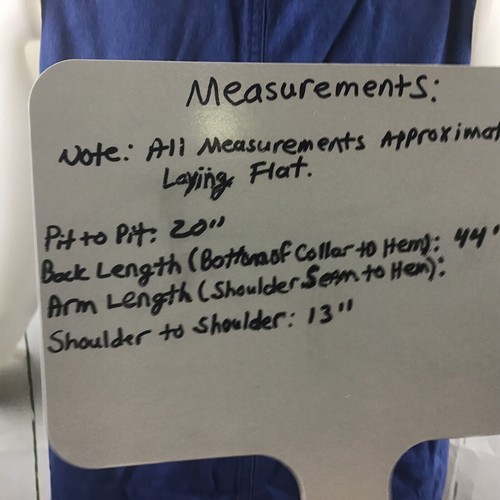 Measurements:
Note: All Measurements Approximat
Laying Flat.
Pit to Pit: 20"
Back Length (Bottom of Collar to Hem): 44"
Arm Length (Shoulder Seam to Hem):
Shoulder to Shoulder: 13"